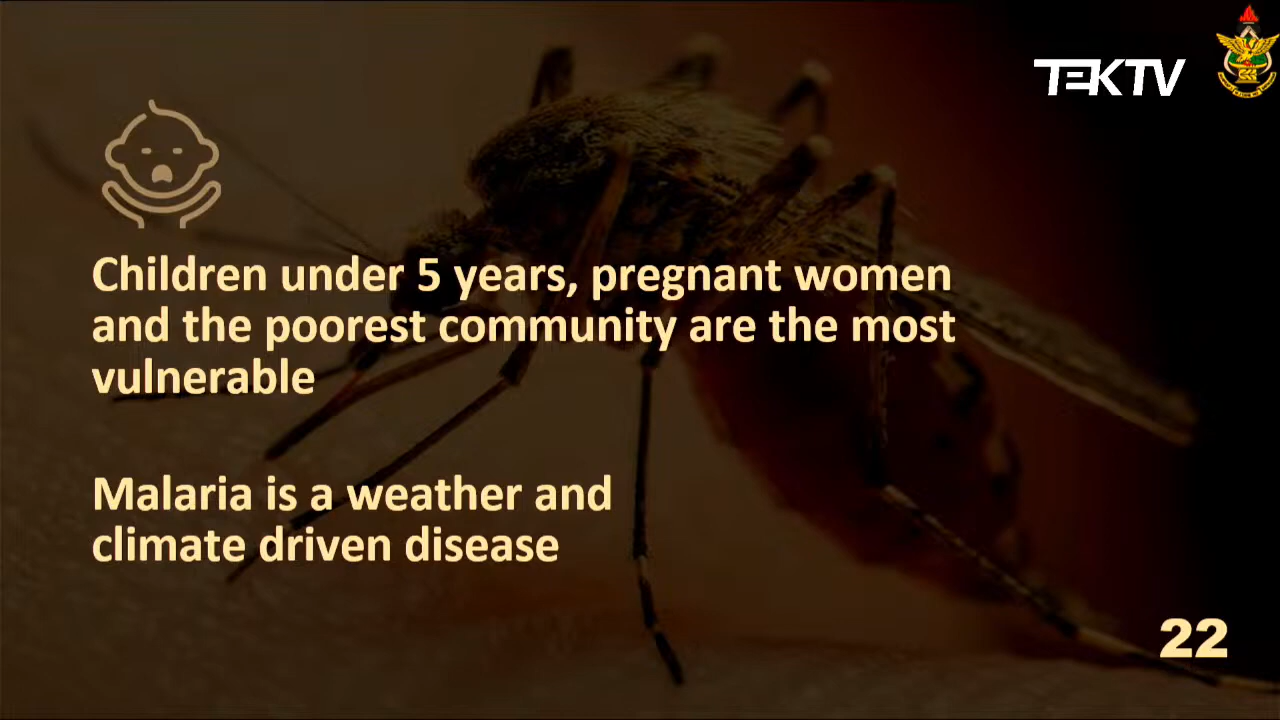 TEKTV
Children under 5 years, pregnant women
and the poorest community are the most
vulnerable
Malaria is a weather and
climate driven disease
22